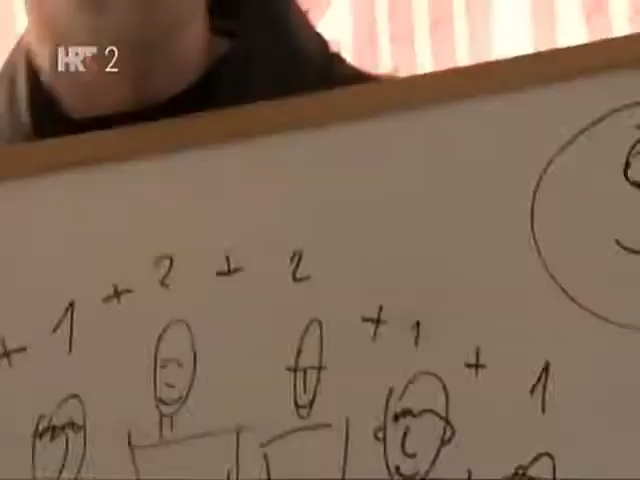 HRT 2
+ 1 + 2 + 2 + 1 + 1